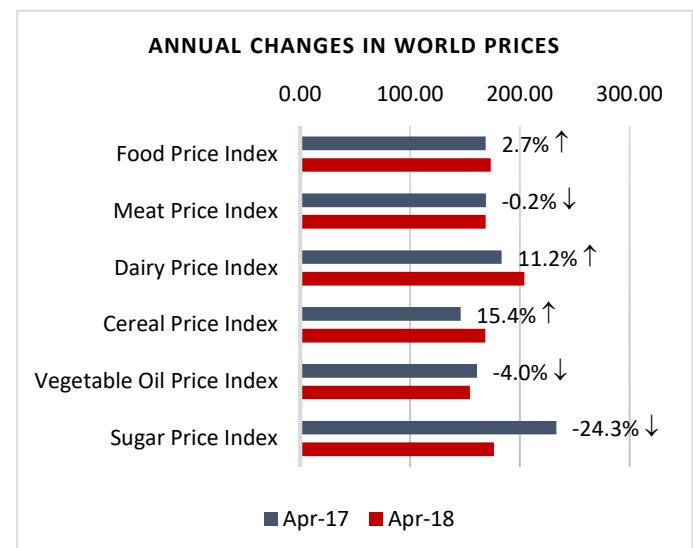 ANNUAL CHANGES IN WORLD PRICES
0.00 100.00 200.00 300.00
Food Price Index 2.7% ↑
Meat Price Index -0.2% ↓
Dairy Price Index 11.2% ↑
Cereal Price Index 15.4% ↑
Vegetable Oil Price Index -4.0% ↓
Sugar Price Index -24.3% ↓
Apr-17 Apr-18